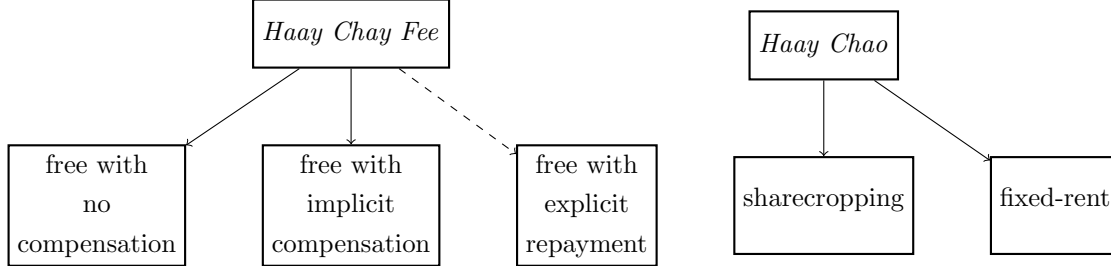 Haay Chay Fee
Haay Chao
free with
no
compensation
free with
implicit
compensation
free with
explicit
repayment
sharecropping
fixed-rent